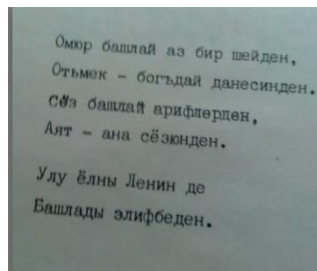 Омюр башлай аз бир шейден,
Отьмек – богъдай данесинден.
Сёз башлай арифлерден,
Аят – ана сёзюнден.
Улу ёлны Ленин де
Башлады элифбеден.